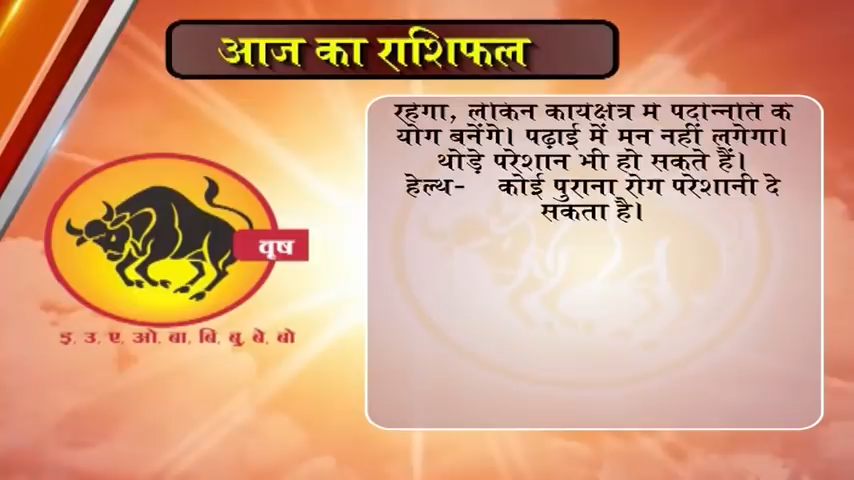 आज का राशिफल
रहेगा, लेकिन कार्यक्षेत्र में पदोन्नति के
योग बनेंगे। पढ़ाई में मन नहीं लगेगा।
थोड़े परेशान भी हो सकते हैं।
हेल्थ- कोई पुराना रोग परेशानी दे
सकता है।
वृष
इ, उ, ए, ओ, बा, बि, बु, बे, बो